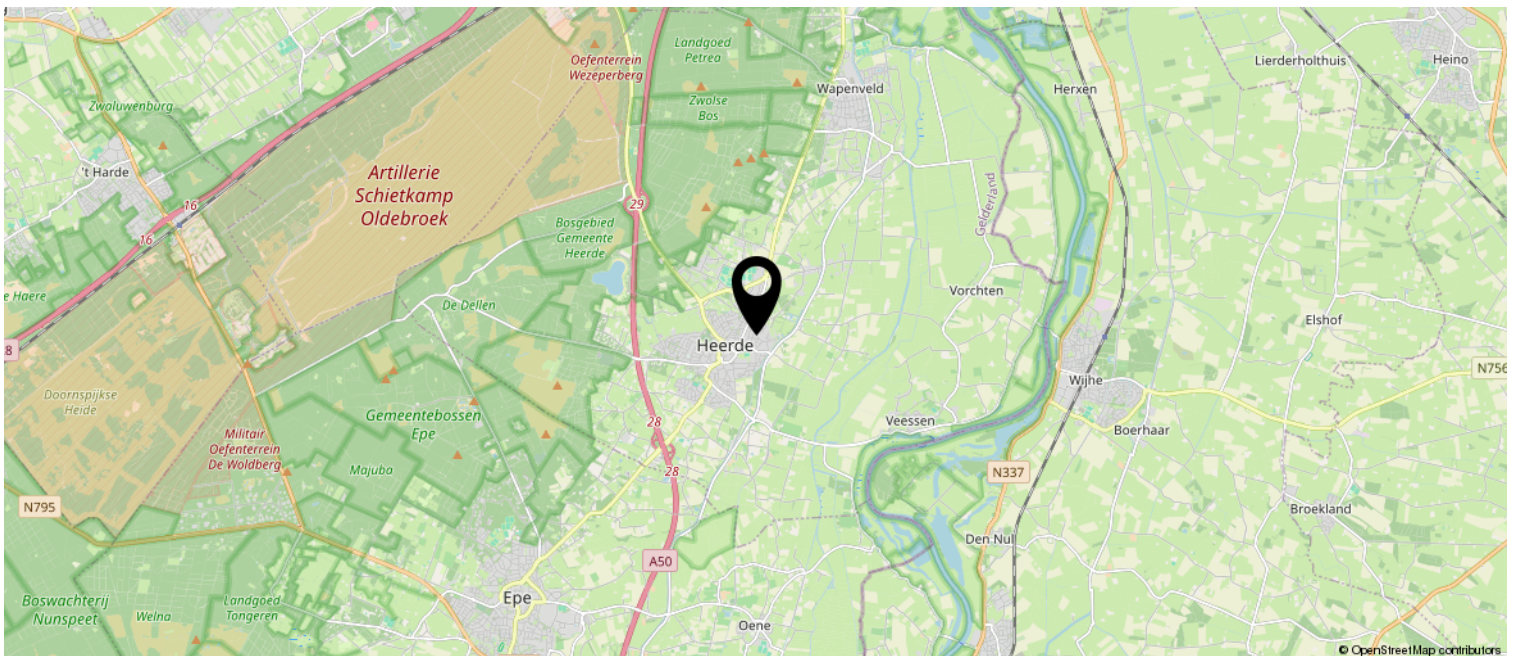 Oefenterrein
Wezeperberg
Landgoed
Petrea
Lierderholthuis
Heino
Zwaluwenburg
Zwolse
Bos
Wapenveld
Herxen
't Harde
Artillerie
Schietkamp
Oldebroek
16
16
29
Bosgebied
Gemeente
Heerde
Gelderland
e Haere
De Dellen
Vorchten
Elshof
8
Heerde
N756
Wijhe
Doornspijkse
Heide
Gemeentebossen
Epe
Militair
Oefenterrein
De Woldberg
Majuba
28
28
Veessen
Boerhaar
N337
N795
Broekland
Den Nul
A50
Boswachterij
Nunspeet
Welna
Landgoed
Tongeren
Epe
Oene
© OpenStreetMap contributors